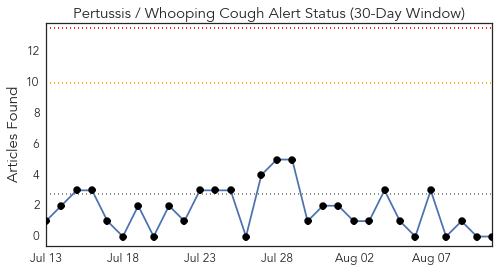 Pertussis / Whooping Cough Alert Status (30-Day Window)
Articles Found
12
10
8
6
4
2
0
Jul 13 Jul 18 Jul 23 Jul 28 Aug 02 Aug 07